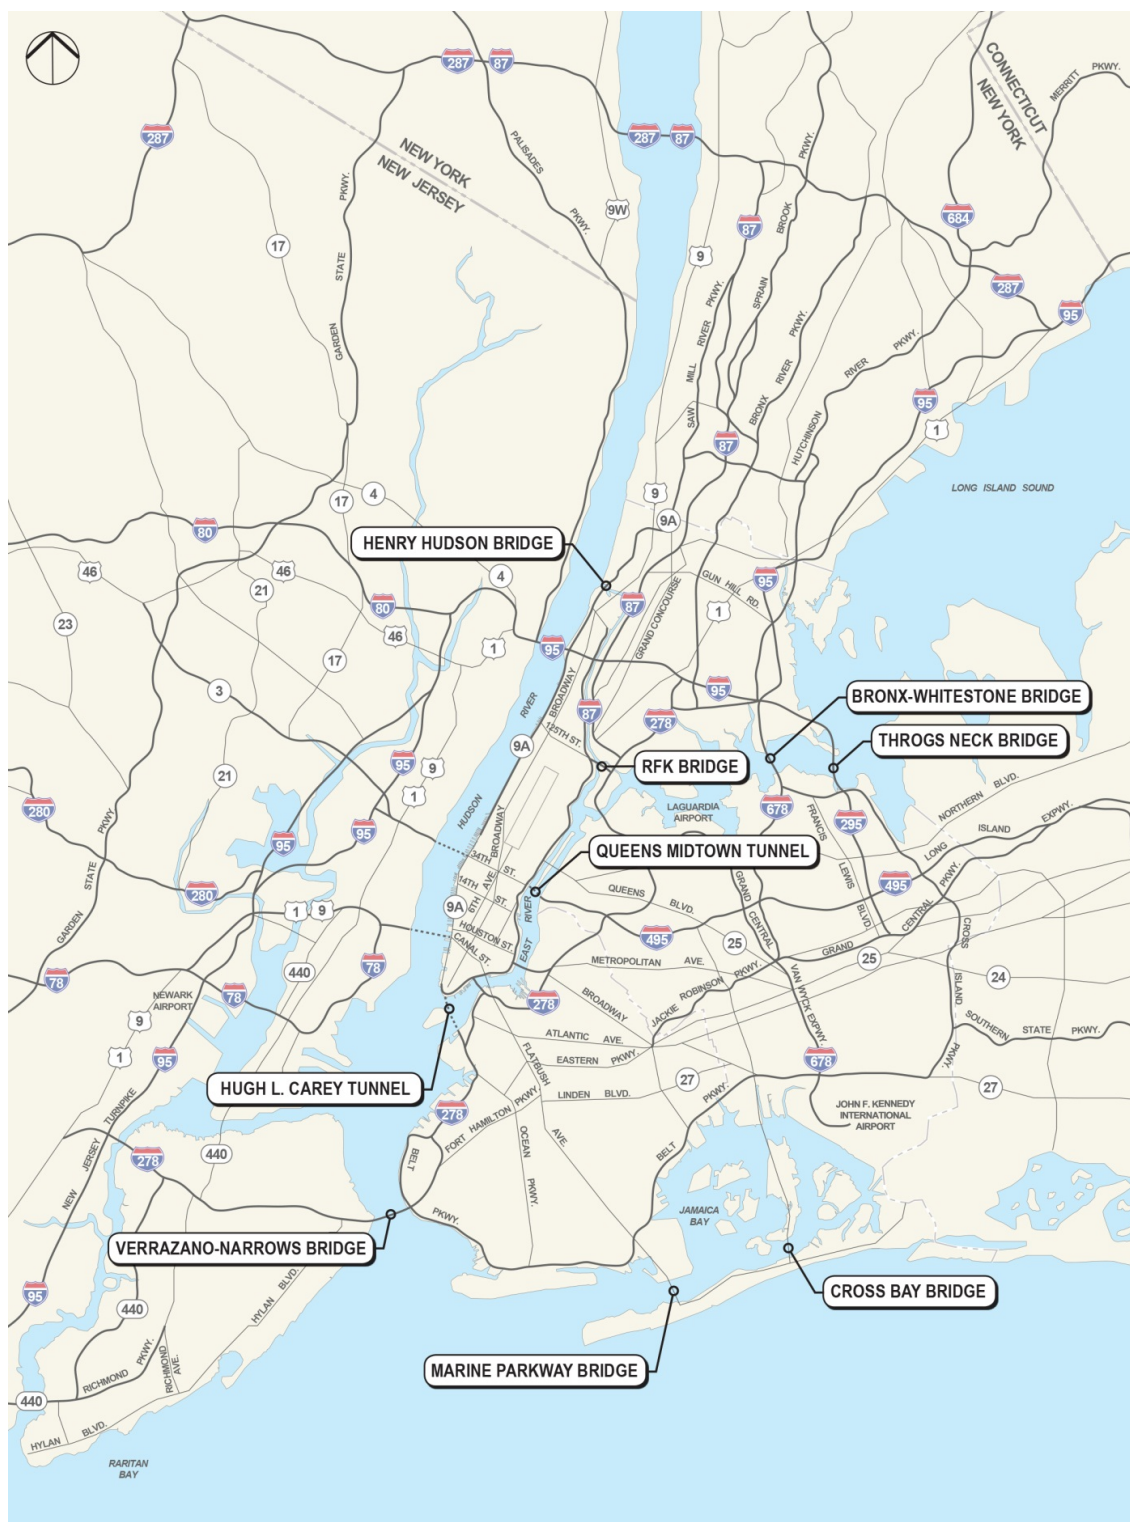 287
87
CONNECTICUT
NEW YORK
MERRITT
PKWY.
287
287
87
NEW YORK
NEW JERSEY
PALISADES
PKWY.
PKWY.
9W
684
17
STATE
GARDEN
PKWY.
87
BROOK
SPRAIN
PKWY.
9
287
95
PKWY.
RIVER
MILL
SAW
PKWY.
RIVER
BRONX
PKWY.
RIVER
HUTCHINSON
95
1
87
LONG ISLAND SOUND
17
4
9
9A
80
HENRY HUDSON BRIDGE
46
46
21
4
80
87
GUN HILL RD.
95
GRAND CONCOURSE
1
23
46
17
1
95
3
95
BROADWAY
RIVER
87
278
BRONX-WHITESTONE BRIDGE
125TH ST.
9A
THROGS NECK BRIDGE
95
9
RFK BRIDGE
21
1
HUDSON
LAGUARDIA
AIRPORT
678
295
NORTHERN BLVD.
280
PKWY
95
95
BROADWAY
FRANCIS
LEWIS
BLVD.
LONG
ISLAND
EXPWY.
QUEENS MIDTOWN TUNNEL
34TH
ST.
14TH
ST.
6TH
AVE.
STATE
GARDEN
280
1
9
9A
QUEENS
BLVD.
GRAND
CENTRAL
PKWY.
495
CENTRAL
GRAND
PKWY.
RIVER
EAST
HOUSTON ST.
CANAL ST.
495
25
25
CROSS
ISLAND
PKWY.
METROPOLITAN AVE.
78
440
78
78
NEWARK
AIRPORT
278
BROADWAY
JACKIE
ROBINSON
VAN WYCK EXPWY.
24
9
1
95
ATLANTIC AVE.
EASTERN PKWY.
SOUTHERN
STATE
PKWY.
678
HUGH L. CAREY TUNNEL
FLATBUSH
AVE.
LINDEN BLVD.
27
27
278
FORT
HAMILTON
PKWY.
PKWY.
BELT
JOHN F. KENNEDY
INTERNATIONAL
AIRPORT
NEW
JERSEY
TURNPIKE
278
440
BELT
PKWY.
OCEAN
PKWY.
JAMAICA
BAY
VERRAZANO-NARROWS BRIDGE
95
440
HYLAN
BLVD.
CROSS BAY BRIDGE
RICHMOND
PKWY.
RICHMOND
AVE.
MARINE PARKWAY BRIDGE
440
HYLAN
BLVD.
RARITAN
BAY